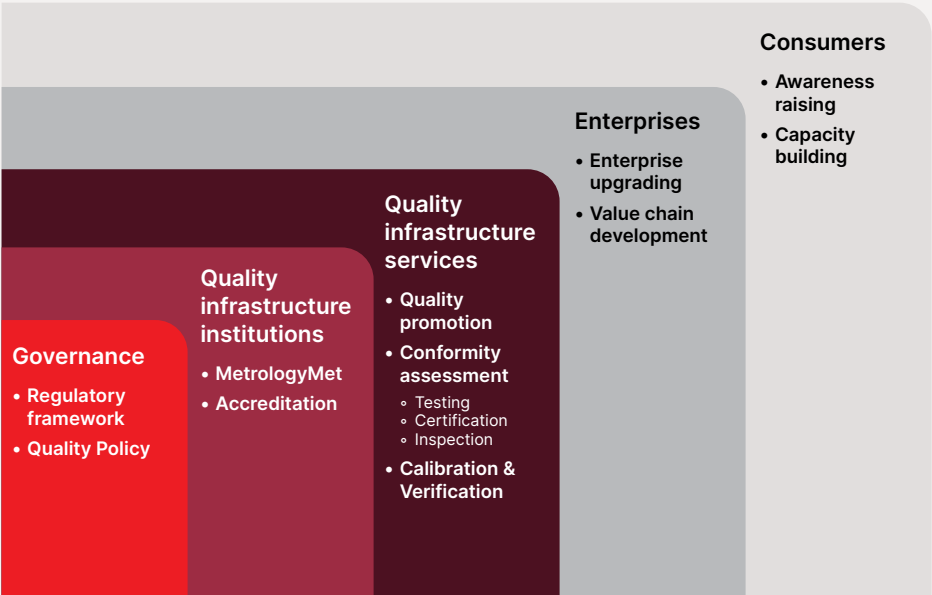 Governance
• Regulatory
framework
• Quality Policy
Quality
infrastructure
institutions
• MetrologyMet
• Accreditation
Quality
infrastructure
services
• Quality
promotion
• Conformity
assessment
∘ Testing
∘ Certification
∘ Inspection
• Calibration &
Verification
Enterprises
• Enterprise
upgrading
• Value chain
development
Consumers
• Awareness
raising
• Capacity
building